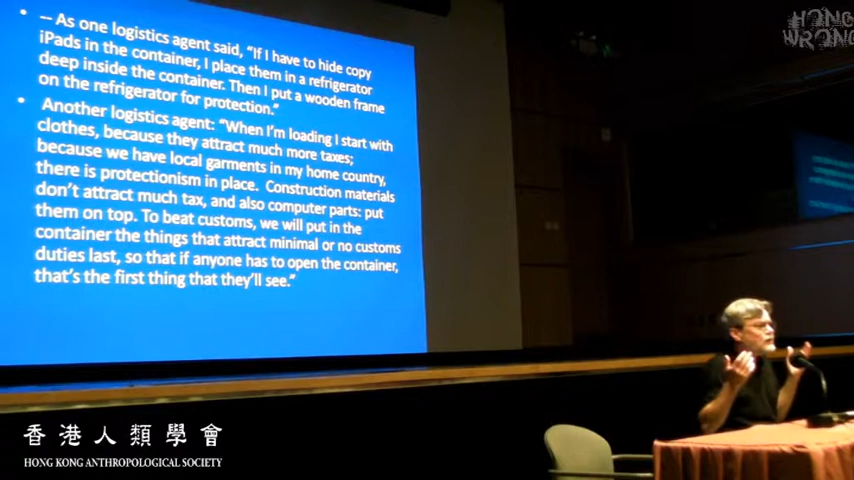 • – As one logistics agent said, "If I have to hide copy
iPads in the container, I place them in a refrigerator
deep inside the container. Then I put a wooden frame
on the refrigerator for protection."
• Another logistics agent: "When I'm loading I start with
clothes, because they attract much more taxes;
because we have local garments in my home country,
there is protectionism in place. Construction materials
don't attract much tax, and also computer parts: put
them on top. To beat customs, we will put in the
container the things that attract minimal or no customs
duties last, so that if anyone has to open the container,
that's the first thing that they'll see."
HONG
WRONG
香港人類學會
HONG KONG ANTHROPOLOGICAL SOCIETY